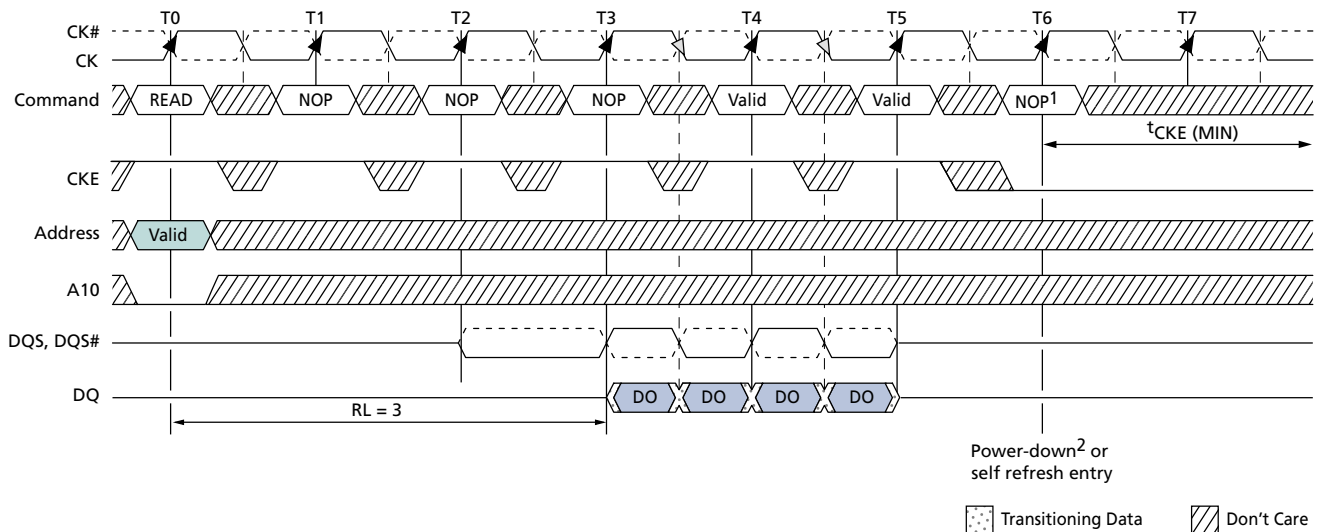 T0 T1 T2 T3 T4 T5 T6 T7
CK#
CK
Command READ NOP NOP NOP Valid Valid NOP1
tCKE (MIN)
CKE
Address Valid
A10
DQS, DQS#
DQ DO DO DO DO
RL = 3
Power-down2 or
self refresh entry
Transitioning Data Don't Care